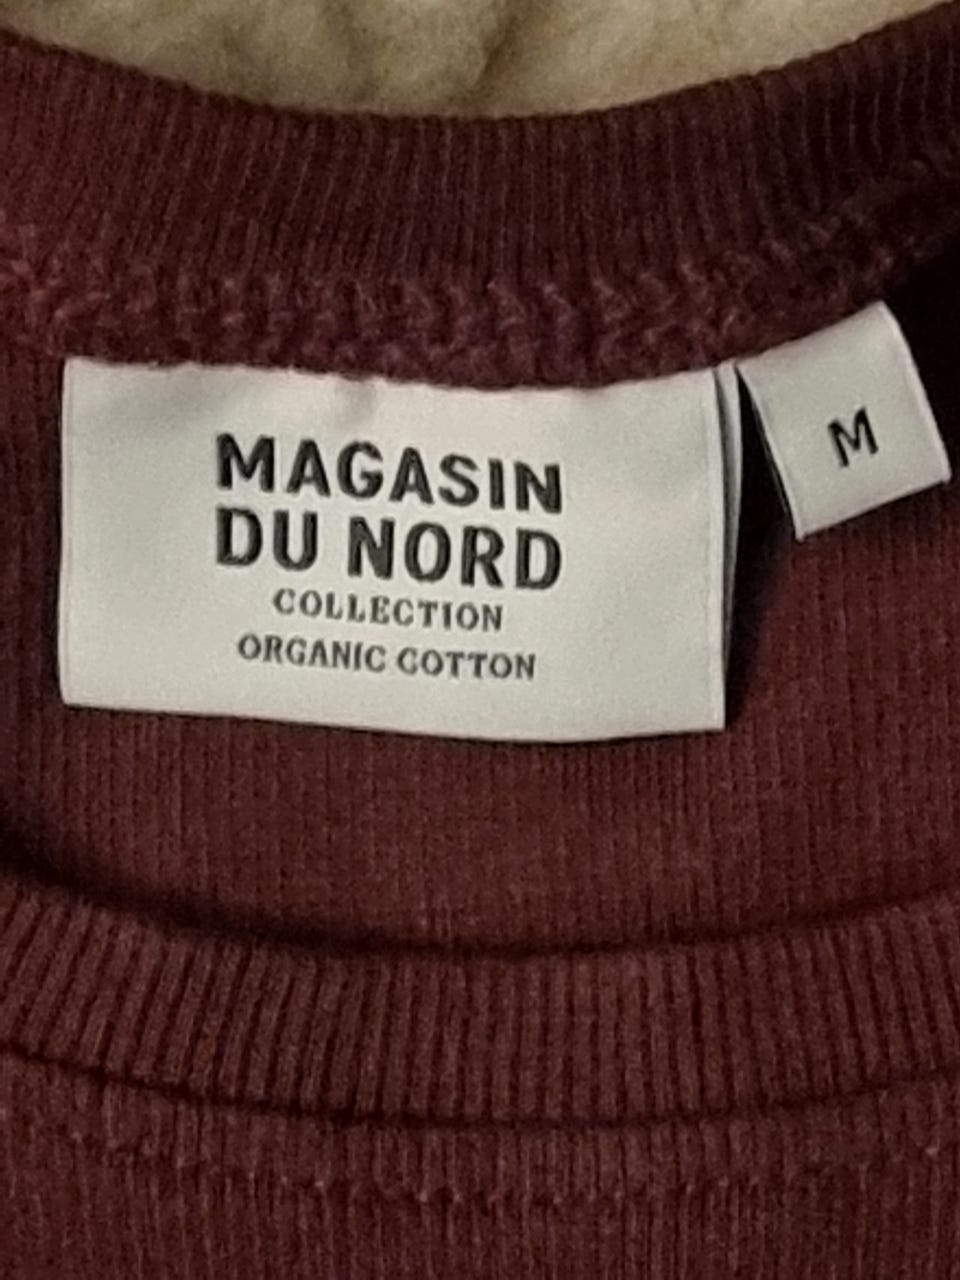 MAGASIN
DU NORD
COLLECTION
ORGANIC COTTON
M